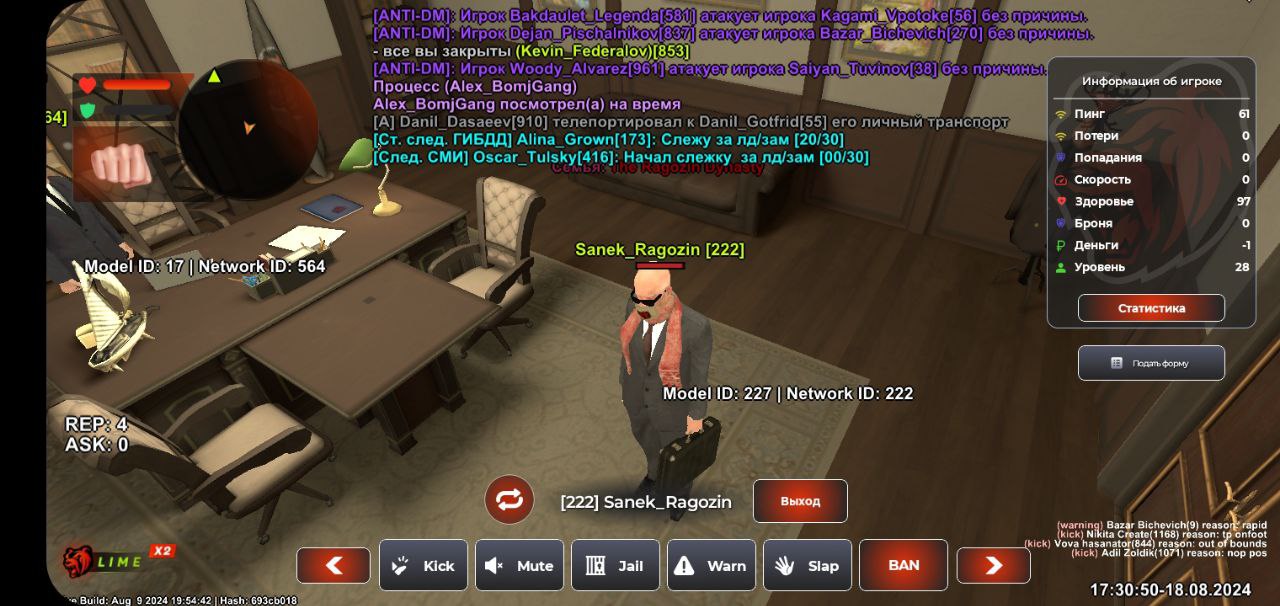 [ANTI-DM]: Игрок Bakdaulet_Legenda[581] атакует игрока Kagami_Vpotoke[56] без причины.
[ANTI-DM]: Игрок Dejan_Pischalnikov[837] атакует игрока Bazar_Bichevich[270] без причины.
- все вы закрыты (Kevin_Federalov)[853]
[ANTI-DM]: Игрок Woody_Alvarez[961] атакует игрока Saiyan_Tuvinov[38] без причины.
Процесс (Alex_BomjGang)
Alex_BomjGang посмотрел(а) на время
[A] Danil_Dasaeev[910] телепортировал к Danil_Gotfrid[55] его личный транспорт
[Ст. след. ГИБДД] Alina_Grown[173]: Слежу за лд/зам [20/30]
[След. СМИ] Oscar_Tulsky[416]: Начал слежку за лд/зам [00/30]
Семья: The Ragozin Dynasty
64]
Информация об игроке
Пинг 61
Потери 0
Попадания 0
Скорость 0
Здоровье 97
Броня 0
Деньги -1
Уровень 28
Статистика
Подать форму
Sanek_Ragozin [222]
Model ID: 17 | Network ID: 564
Model ID: 227 | Network ID: 222
REP: 4
ASK: 0
[222] Sanek_Ragozin
Выход
(warning) Bazar Bichevich(9) reason: rapid
(kick) Nikita Create(1168) reason: tp onfoot
(kick) Vova hasanator(844) reason: out of bounds
(kick) Adil Zoldik(1071) reason: nop pos
LIME X2
Kick
Mute
Jail
Warn
Slap
BAN
17:30:50-18.08.2024
Build: Aug 9 2024 19:54:42 | Hash: 693cb018